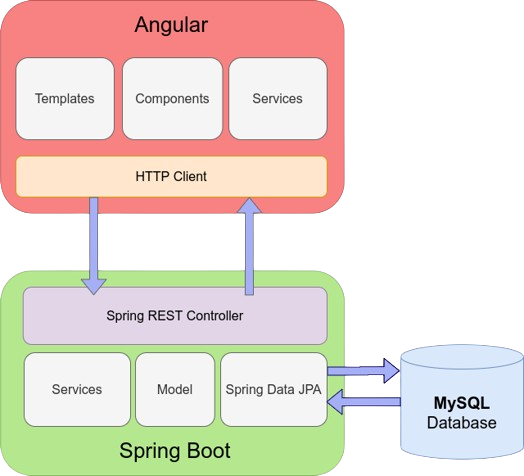 Angular
Templates
Components
Services
HTTP Client
Spring REST Controller
Services
Model
Spring Data JPA
Spring Boot
MySQL
Database